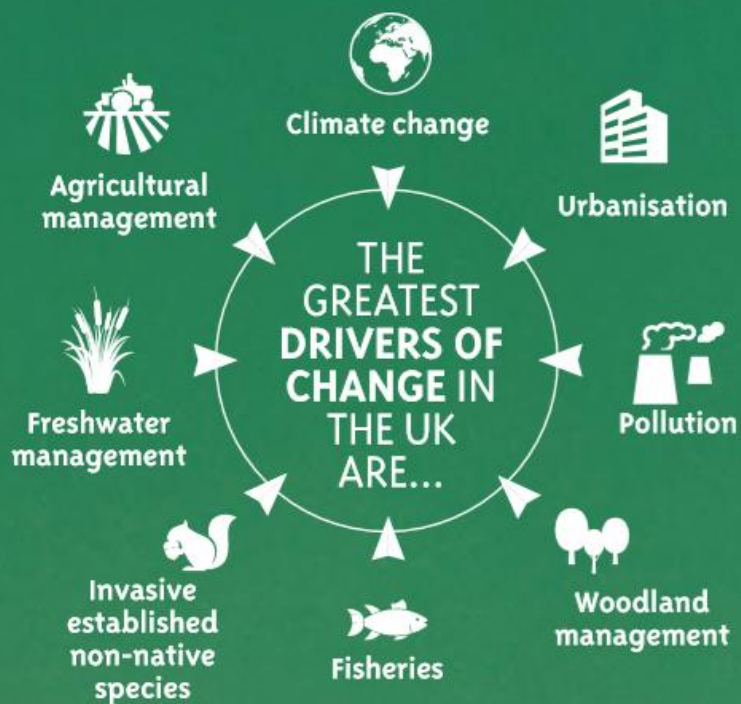 Climate change
Urbanisation
Agricultural
management
THE
GREATEST
DRIVERS OF
CHANGE IN
THE UK
ARE...
Pollution
Freshwater
management
Woodland
management
Fisheries
Invasive
established
non-native
species